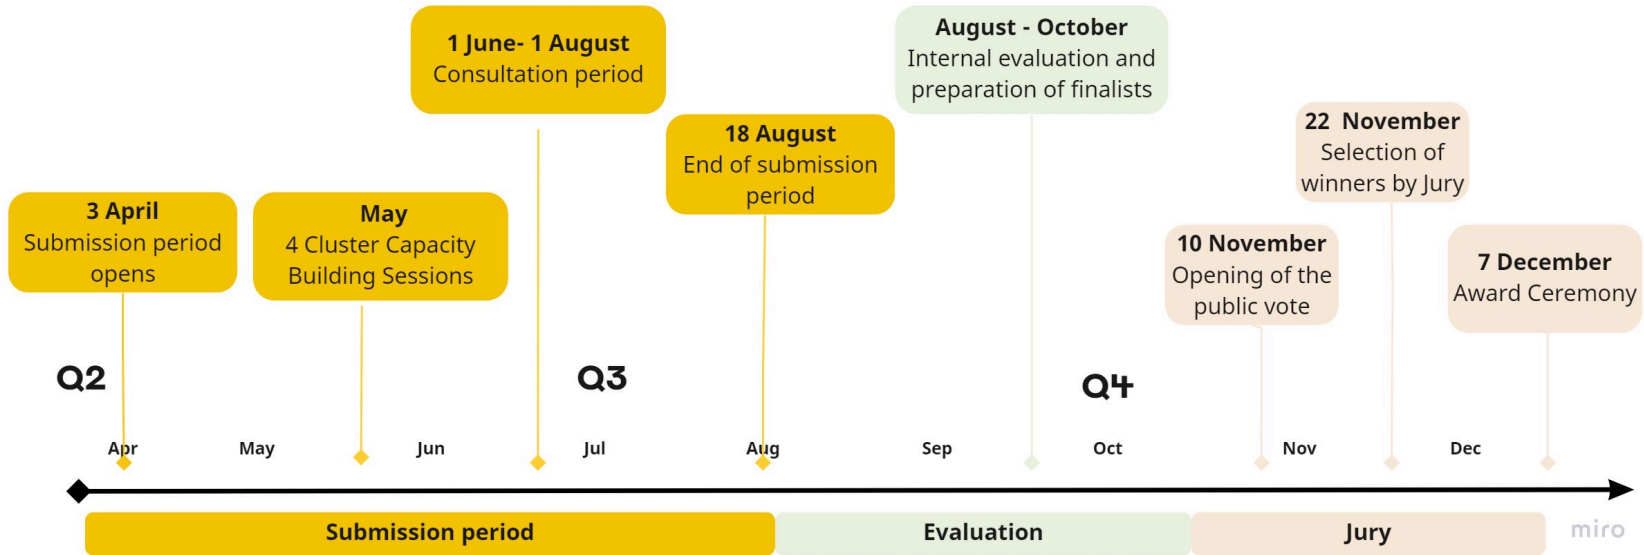 1 June- 1 August
Consultation period
August - October
Internal evaluation and
preparation of finalists
18 August
End of submission
period
22 November
Selection of
winners by Jury
3 April
Submission period
opens
May
4 Cluster Capacity
Building Sessions
10 November
Opening of the
public vote
7 December
Award Ceremony
Q2
Q3
Q4
Apr
May
Jun
Jul
Aug
Sep
Oct
Nov
Dec
Submission period
Evaluation
Jury
miro